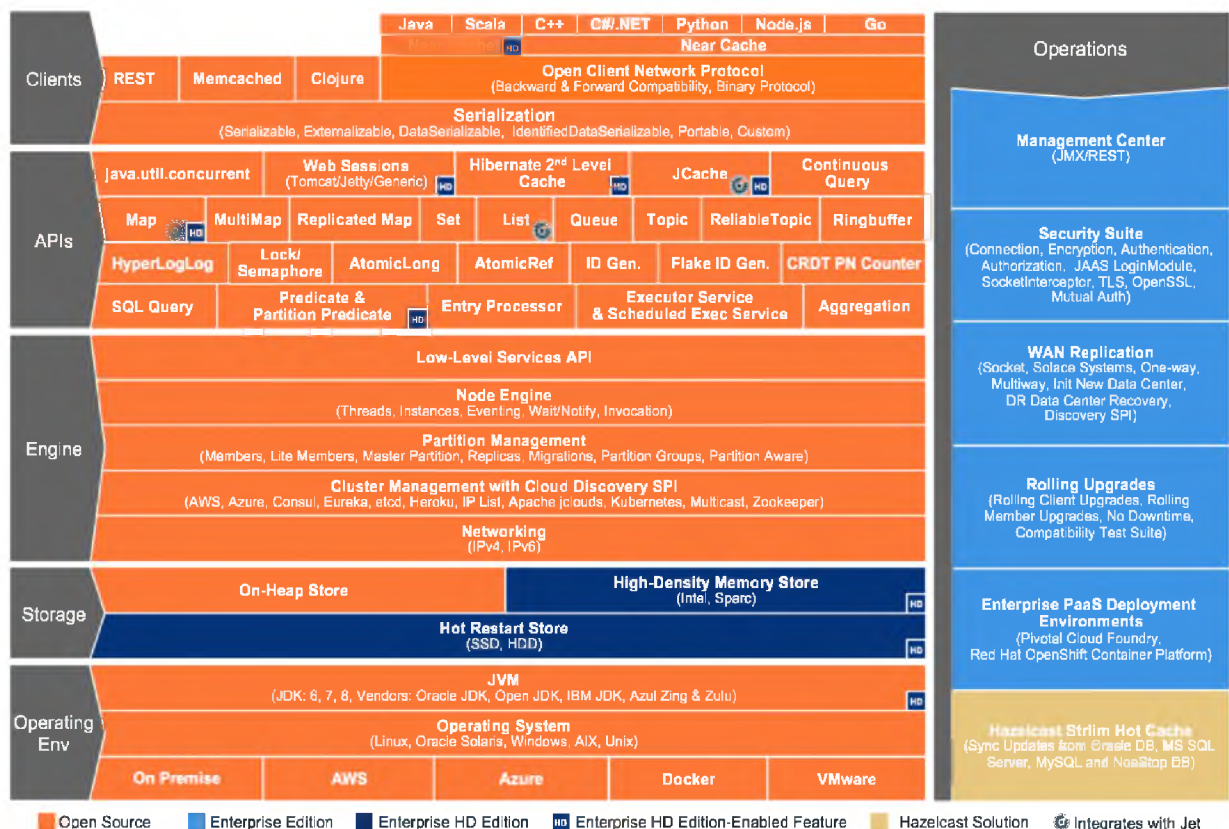 Java Scala C++ C#/.NET Python Node.js Go
HD Near Cache
Clients
REST Memcached Clojure
Open Client Network Protocol
(Backward & Forward Compatibility, Binary Protocol)
Serialization
(Serializable, Externalizable, DataSerializable, IdentifiedDataSerializable, Portable, Custom)
APIs
java.util.concurrent
Web Sessions
(Tomcat/Jetty/Generic) HD
Hibernate 2nd Level
Cache HD
JCache HD
Continuous
Query
Map HD MultiMap Replicated Map Set List Queue Topic ReliableTopic Ringbuffer
HyperLogLog
Lock/
Semaphore
AtomicLong AtomicRef ID Gen. Flake ID Gen. CRDT PN Counter
SQL Query
Predicate &
Partition Predicate HD
Entry Processor
Executor Service
& Scheduled Exec Service
Aggregation
Engine
Low-Level Services API
Node Engine
(Threads, Instances, Eventing, Wait/Notify, Invocation)
Partition Management
(Members, Lite Members, Master Partition, Replicas, Migrations, Partition Groups, Partition Aware)
Cluster Management with Cloud Discovery SPI
(AWS, Azure, Consul, Eureka, etcd, Heroku, IP List, Apache jclouds, Kubernetes, Multicast, Zookeeper)
Networking
(IPv4, IPv6)
Storage
On-Heap Store
High-Density Memory Store
(Intel, Sparc) HD
Hot Restart Store
(SSD, HDD) HD
Operating
Env
JVM
(JDK: 6, 7, 8, Vendors: Oracle JDK, Open JDK, IBM JDK, Azul Zing & Zulu) HD
Operating System
(Linux, Oracle Solaris, Windows, AIX, Unix)
On Premise AWS Azure Docker VMware
Operations
Management Center
(JMX/REST)
Security Suite
(Connection, Encryption, Authentication,
Authorization, JAAS LoginModule,
SocketInterceptor, TLS, OpenSSL,
Mutual Auth)
WAN Replication
(Socket, Solace Systems, One-way,
Multiway, Init New Data Center,
DR Data Center Recovery,
Discovery SPI)
Rolling Upgrades
(Rolling Client Upgrades, Rolling
Member Upgrades, No Downtime,
Compatibility Test Suite)
Enterprise PaaS Deployment
Environments
(Pivotal Cloud Foundry,
Red Hat OpenShift Container Platform)
Hazelcast Striim Hot Cache
(Sync Updates from Oracle DB, MS SQL
Server, MySQL and NonStop DB)
Open Source Enterprise Edition Enterprise HD Edition HD Enterprise HD Edition-Enabled Feature Hazelcast Solution Integrates with Jet